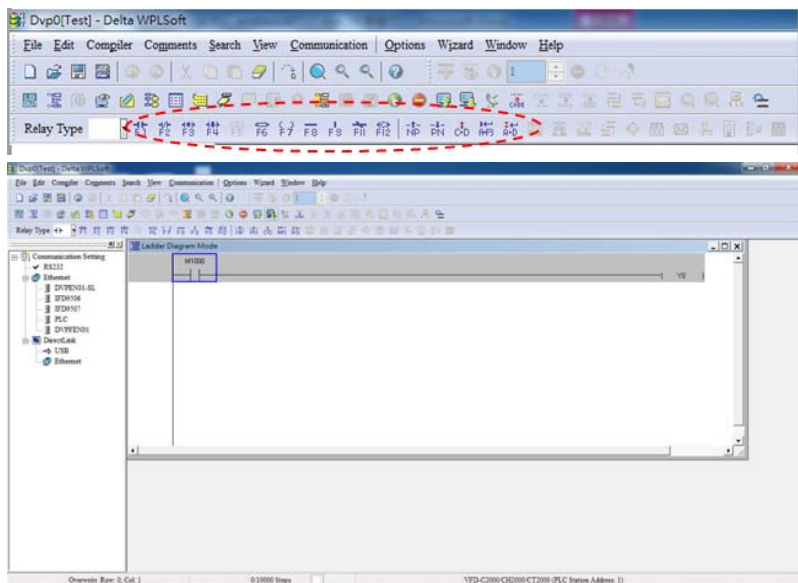 Dvp0[Test] - Delta WPLSoft
File Edit Compiler Comments Search View Communication Options Wizard Window Help
1
Relay Type F1 F2 F3 F4 F6 F7 F8 F9 F11 F12 NP PN
Dvp0[Test] - Delta WPLSoft
File Edit Compiler Comments Search View Communication Options Wizard Window Help
Relay Type
Ladder Diagram Mode
Communication Setting
RS232
Ethernet
DVPEN01-SL
IFD9506
IFD9507
PLC
DVPFEN01
DirectLink
USB
Ethernet
M1000
Y0
Overwrite Row: 0, Col: 1 0/10000 Steps VFD-C2000/CH2000/CT2000 (PLC Station Address: 1)